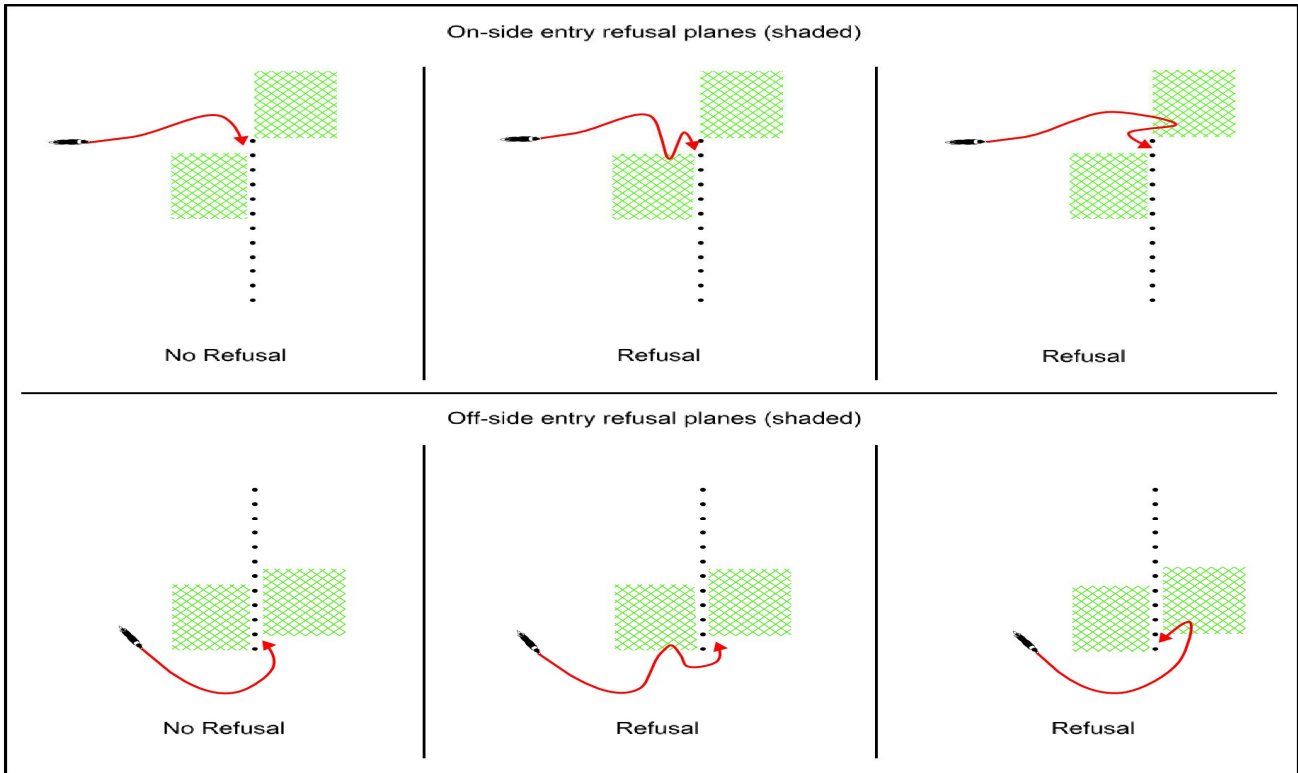 On-side entry refusal planes (shaded)
No Refusal
Refusal
Refusal
Off-side entry refusal planes (shaded)
No Refusal
Refusal
Refusal